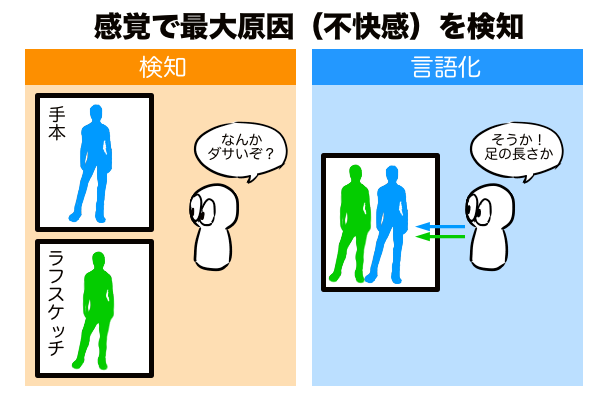 感覚で最大原因（不快感）を検知
検知
手本
なんか
ダサいぞ？
ラフスケッチ
言語化
そうか！
足の長さか